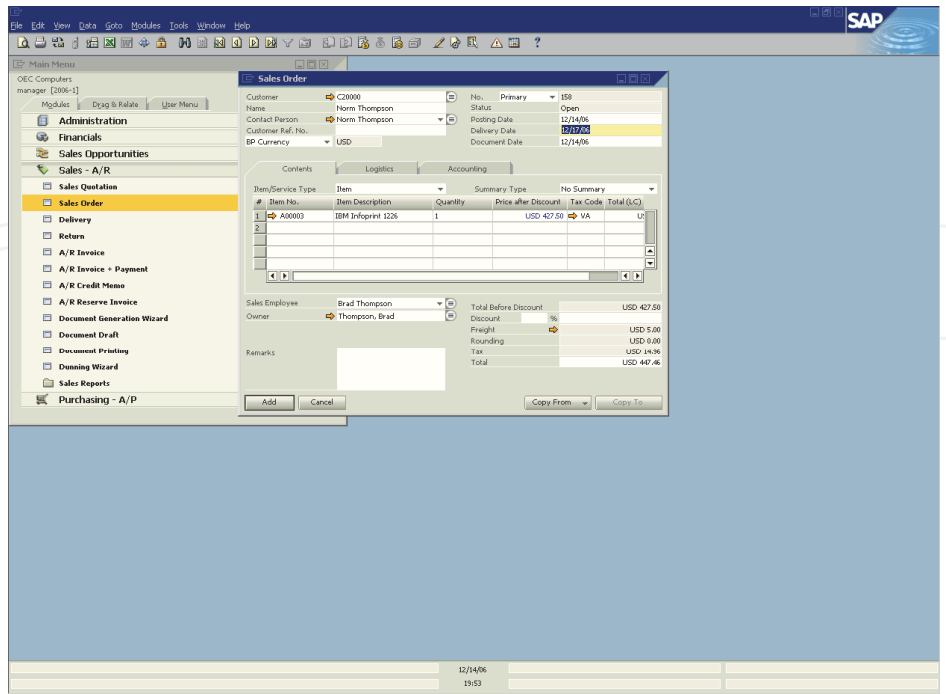 File Edit View Data Goto Modules Tools Window Help
SAP
Main Menu
OEC Computers
manager [2006-1]
Modules Drag & Relate User Menu
Administration
Financials
Sales Opportunities
Sales - A/R
Sales Quotation
Sales Order
Delivery
Return
A/R Invoice
A/R Invoice + Payment
A/R Credit Memo
A/R Reserve Invoice
Document Generation Wizard
Document Draft
Document Printing
Dunning Wizard
Sales Reports
Purchasing - A/P
Sales Order
Customer C20000 No. Primary 158
Name Norm Thompson Status Open
Contact Person Norm Thompson Posting Date 12/14/06
Customer Ref. No. Delivery Date 12/17/06
BP Currency USD Document Date 12/14/06
Contents Logistics Accounting
Item/Service Type Item Summary Type No Summary
# Item No. Item Description Quantity Price after Discount Tax Code Total (LC)
1 A00003 IBM Infoprint 1226 1 USD 427.50 VA
2
Sales Employee Brad Thompson Total Before Discount USD 427.50
Owner Thompson, Brad Discount %
Freight USD 5.00
Rounding USD 0.00
Remarks Tax USD 14.96
Total USD 447.46
Add Cancel Copy From Copy To
12/14/06
19:53